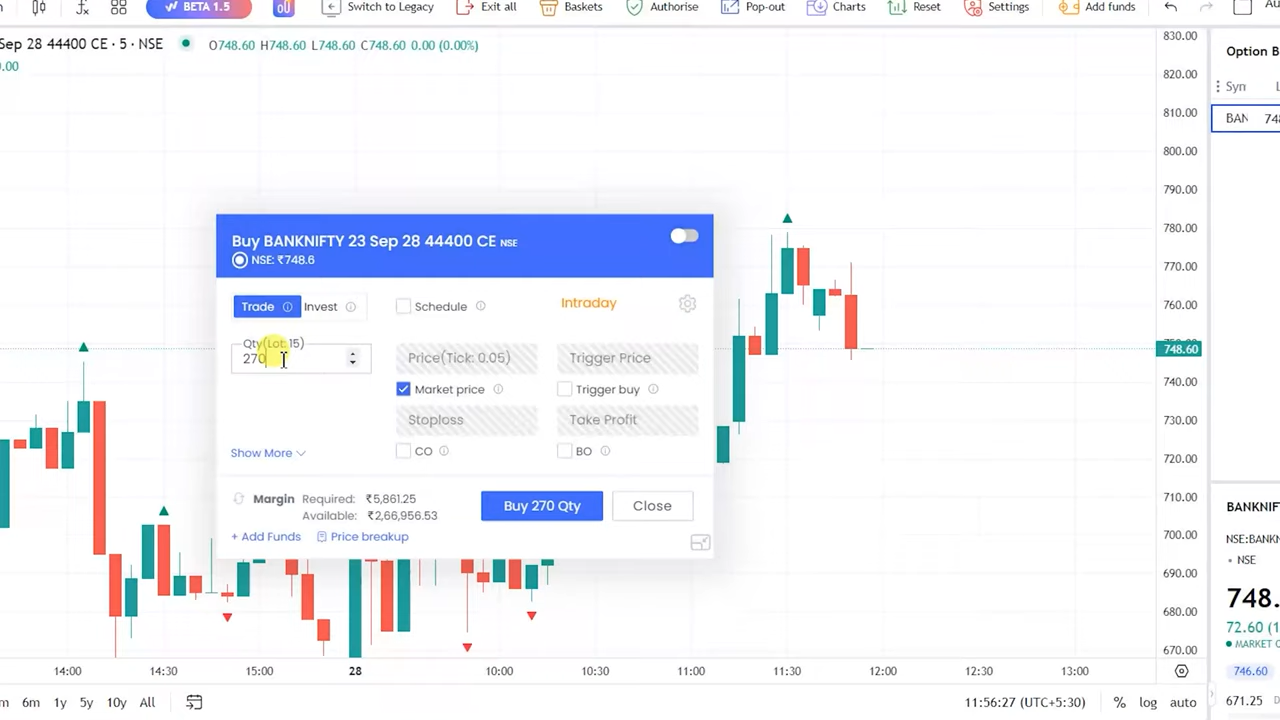 BETA 1.5 Switch to Legacy Exit all Baskets Authorise Pop-out Charts Reset Settings Add funds
Sep 28 44400 CE · 5 · NSE O748.60 H748.60 L748.60 C748.60 0.00 (0.00%)
830.00
820.00
810.00
800.00
790.00
780.00
770.00
760.00
748.60
740.00
730.00
720.00
710.00
700.00
690.00
680.00
670.00
Option B
Syn
BAN 748
Buy BANKNIFTY 23 Sep 28 44400 CE NSE
NSE: ₹748.6
Trade Invest Schedule Intraday
Qty(Lot: 15)
270 Price(Tick: 0.05) Trigger Price
Market price Trigger buy
Stoploss Take Profit
Show More CO BO
Margin Required: ₹5,861.25
Available: ₹2,66,956.53
Buy 270 Qty Close
+ Add Funds Price breakup
BANKNIFTY
NSE:BANKN
• NSE
748.
72.60 (1
MARKET O
746.60
671.25
14:00 14:30 15:00 28 10:00 10:30 11:00 11:30 12:00 12:30 13:00
6m 1y 5y 10y All 11:56:27 (UTC+5:30) % log auto